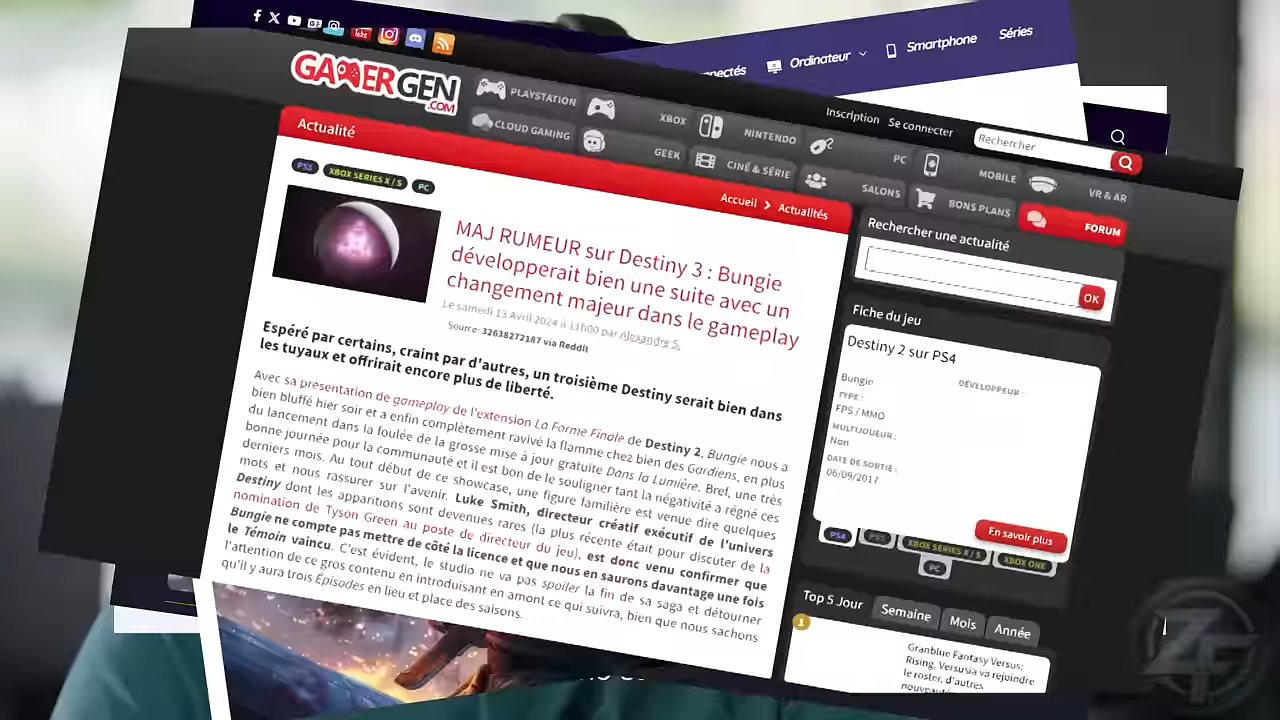 nnectés
Ordinateur
Smartphone
Séries
GAMERGEN
.COM
PLAYSTATION
XBOX
NINTENDO
PC
MOBILE
VR & AR
CLOUD GAMING
GEEK
CINÉ & SÉRIE
SALONS
BONS PLANS
FORUM
Inscription
Se connecter
Rechercher
Actualité
Accueil
Actualités
PS5
XBOX SERIES X / S
PC
MAJ RUMEUR sur Destiny 3 : Bungie
développerait bien une suite avec un
changement majeur dans le gameplay
Le samedi 13 Avril 2024 à 11h00 par Alexandre S.
Source: 32638272187 via Reddit
Espéré par certains, craint par d'autres, un troisième Destiny serait bien dans
les tuyaux et offrirait encore plus de liberté.
Avec sa présentation de gameplay de l'extension La Forme Finale de Destiny 2, Bungie nous a
bien bluffé hier soir et a enfin complètement ravivé la flamme chez bien des Gardiens, en plus
du lancement dans la foulée de la grosse mise à jour gratuite Dans la Lumière. Bref, une très
bonne journée pour la communauté et il est bon de le souligner tant la négativité a régné ces
derniers mois. Au tout début de ce showcase, une figure familière est venue dire quelques
mots et nous rassurer sur l'avenir. Luke Smith, directeur créatif exécutif de l'univers
Destiny dont les apparitions sont devenues rares (la plus récente était pour discuter de la
nomination de Tyson Green au poste de directeur du jeu), est donc venu confirmer que
Bungie ne compte pas mettre de côté la licence et que nous en saurons davantage une fois
le Témoin vaincu. C'est évident, le studio ne va pas spoiler la fin de sa saga et détourner
l'attention de ce gros contenu en introduisant en amont ce qui suivra, bien que nous sachons
qu'il y aura trois Épisodes en lieu et place des saisons.
Rechercher une actualité
OK
Fiche du jeu
Destiny 2 sur PS4
DÉVELOPPEUR :
Bungie
TYPE :
FPS / MMO
MULTIJOUEUR :
Non
DATE DE SORTIE :
06/09/2017
En savoir plus
PS4
PS5
XBOX SERIES X / S
XBOX ONE
PC
Top 5 Jour
Semaine
Mois
Année
1
Granblue Fantasy Versus:
Rising, Versusia va rejoindre
le roster, d'autres
nouveauté